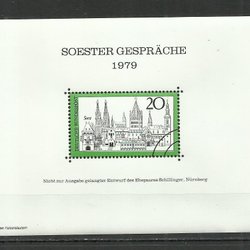 SOESTER GESPRÄCHE
1979
Soest
20
Nicht zur Ausgabe gelangter Entwurf des Ehepaares Schillinger, Nürnberg